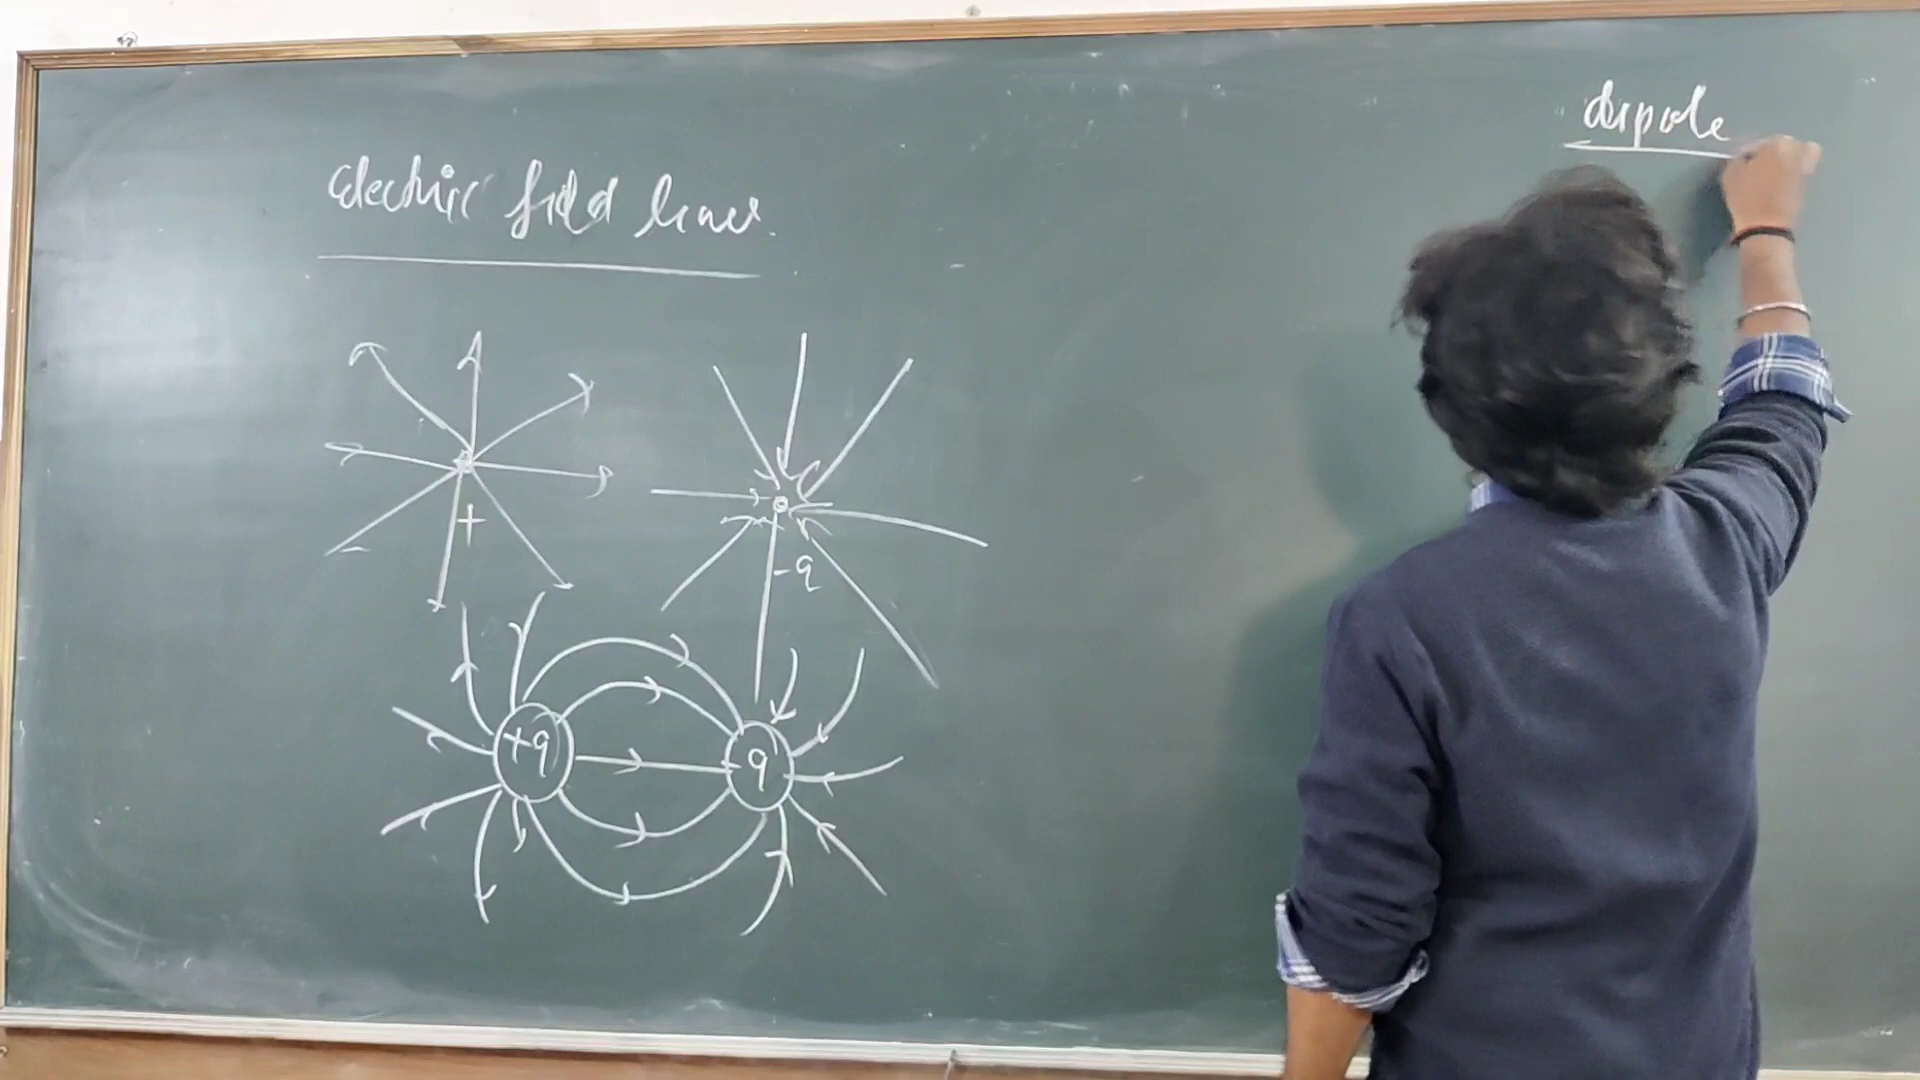 Electric field lines.
dipole
+
-q
+q
-q